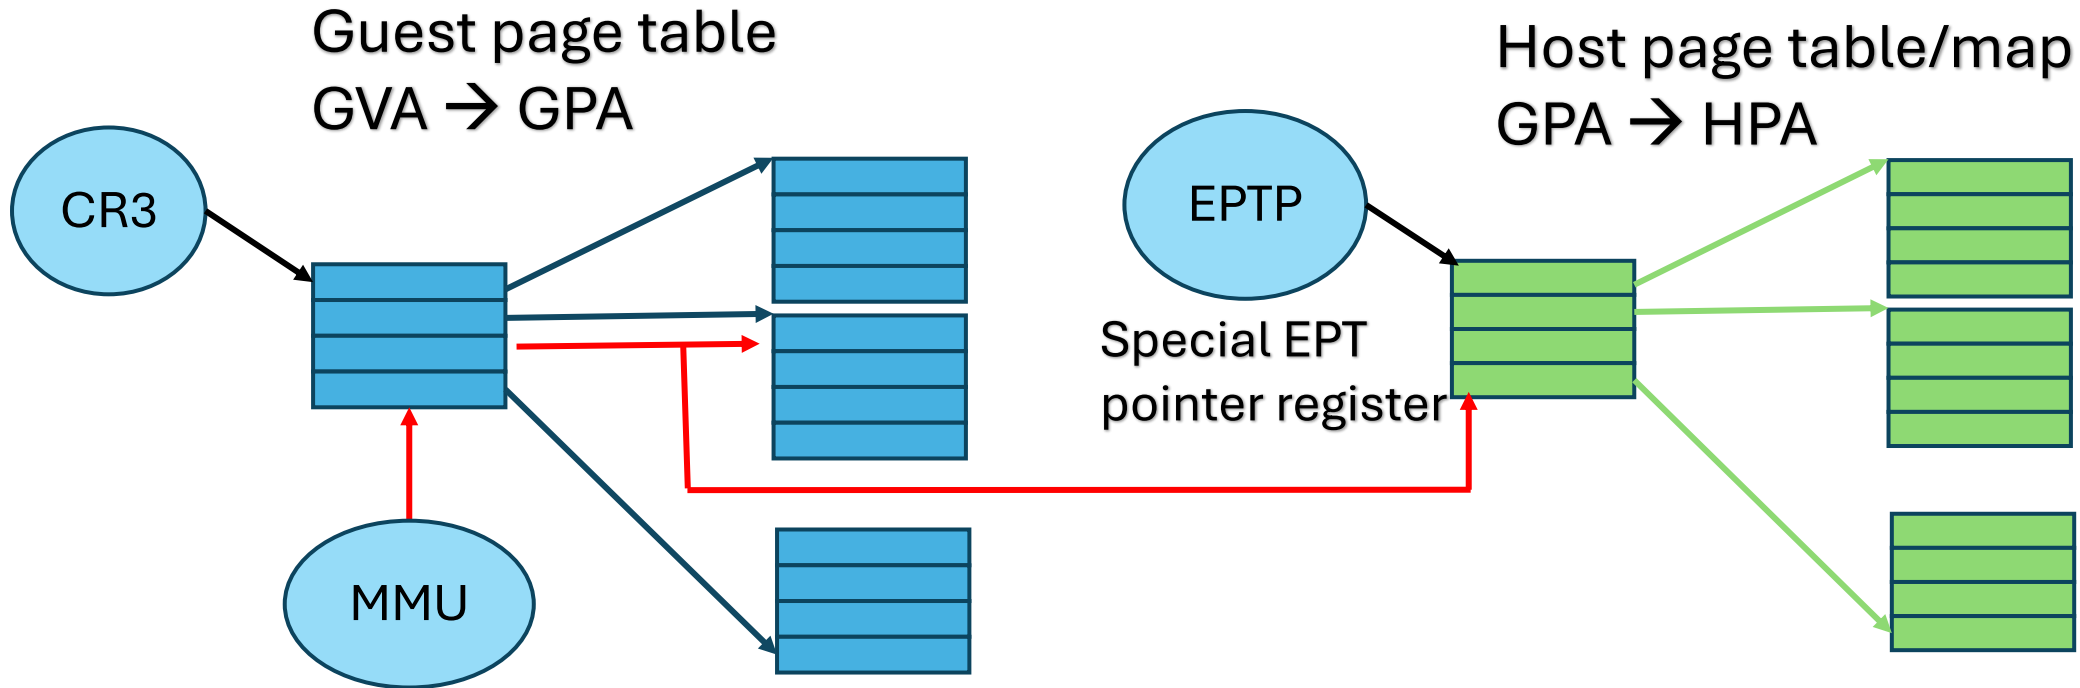 Guest page table
GVA → GPA
Host page table/map
GPA → HPA
CR3
EPTP
Special EPT
pointer register
MMU